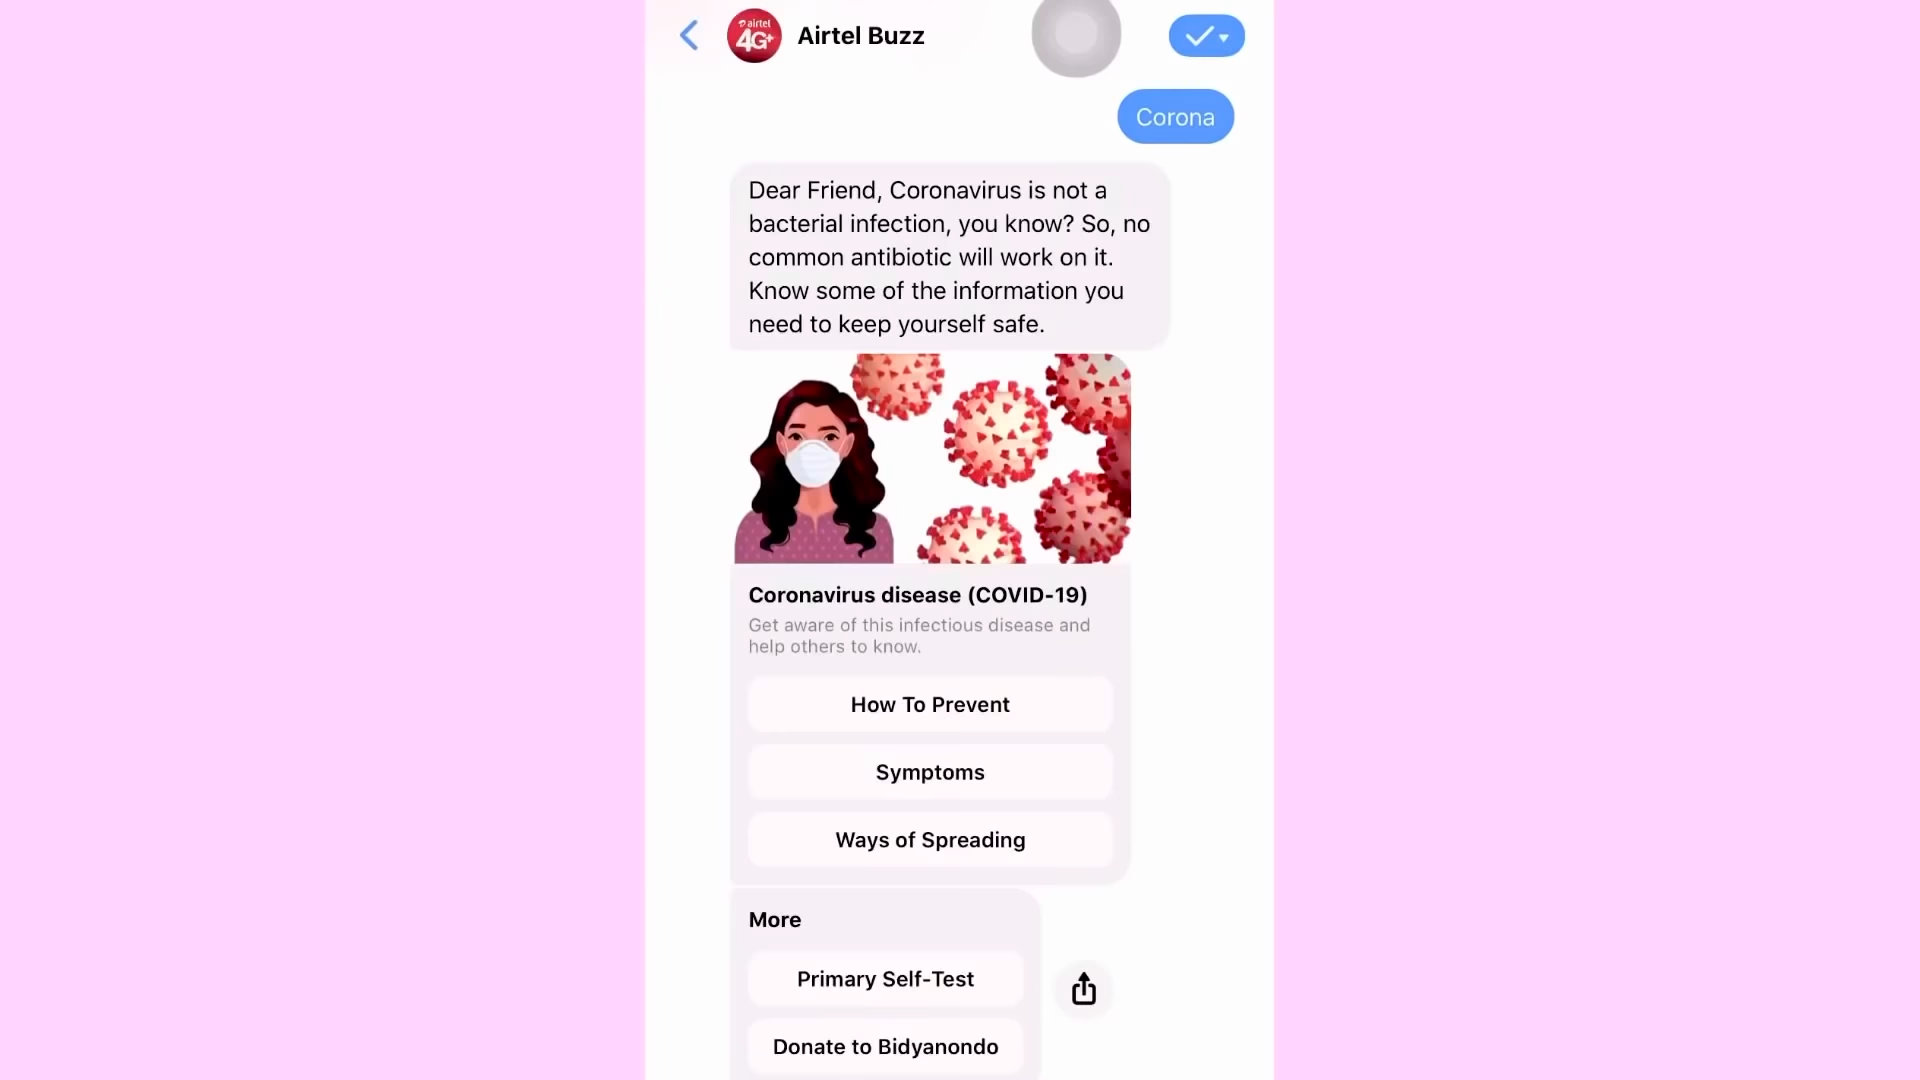 airtel
4G+
Airtel Buzz
Corona
Dear Friend, Coronavirus is not a
bacterial infection, you know? So, no
common antibiotic will work on it.
Know some of the information you
need to keep yourself safe.
Coronavirus disease (COVID-19)
Get aware of this infectious disease and
help others to know.
How To Prevent
Symptoms
Ways of Spreading
More
Primary Self-Test
Donate to Bidyanondo